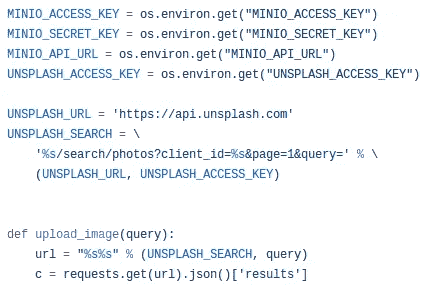 MINIO_ACCESS_KEY = os.environ.get("MINIO_ACCESS_KEY")
MINIO_SECRET_KEY = os.environ.get("MINIO_SECRET_KEY")
MINIO_API_URL = os.environ.get("MINIO_API_URL")
UNSPLASH_ACCESS_KEY = os.environ.get("UNSPLASH_ACCESS_KEY")

UNSPLASH_URL = 'https://api.unsplash.com'
UNSPLASH_SEARCH = \
    '%s/search/photos?client_id=%s&page=1&query=' % \
    (UNSPLASH_URL, UNSPLASH_ACCESS_KEY)


def upload_image(query):
    url = "%s%s" % (UNSPLASH_SEARCH, query)
    c = requests.get(url).json()['results']